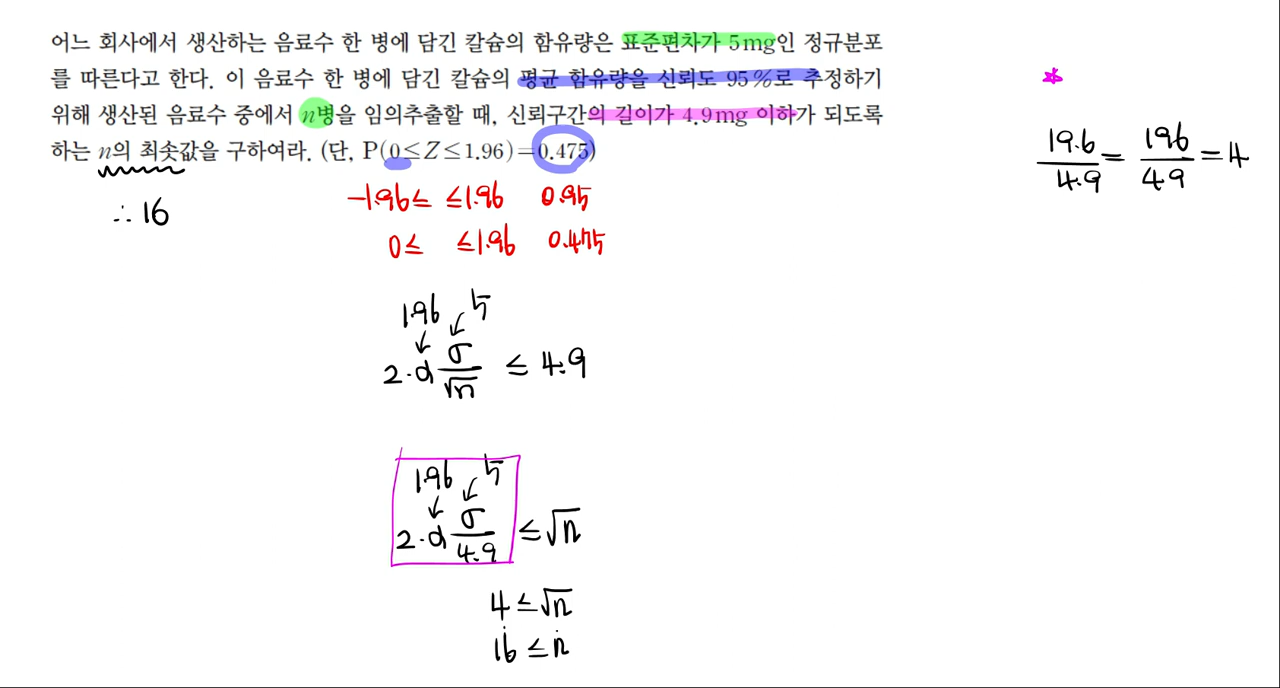 어느 회사에서 생산하는 음료수 한 병에 담긴 칼슘의 함유량은 표준편차가 5mg인 정규분포
를 따른다고 한다. 이 음료수 한 병에 담긴 칼슘의 평균 함유량을 신뢰도 95%로 추정하기
위해 생산된 음료수 중에서 n병을 임의추출할 때, 신뢰구간의 길이가 4.9mg 이하가 되도록
하는 n의 최솟값을 구하여라. (단, P(0≤Z≤1.96)=0.475)
∴ 16
-1.96≤ ≤1.96 0.95
0≤ ≤1.96 0.475
1.96 5
↓ ↙
2·α σ/√n ≤ 4.9
1.96 5
↓ ↙
2·α σ/4.9 ≤ √n
4 ≤ √n
16 ≤ n
*
19.6/4.9 = 196/49 = 4